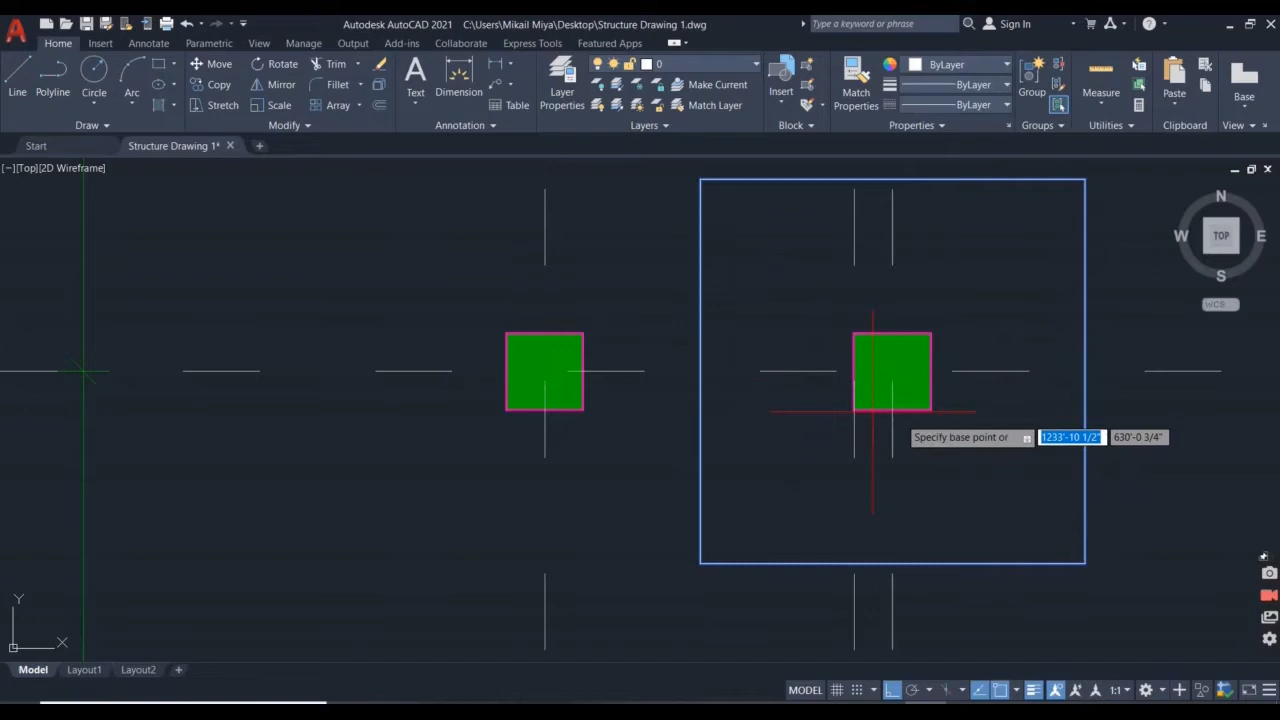 Autodesk AutoCAD 2021 C:\Users\Mikail Miya\Desktop\Structure Drawing 1.dwg
Type a keyword or phrase
Sign In
Home Insert Annotate Parametric View Manage Output Add-ins Collaborate Express Tools Featured Apps
Line Polyline Circle Arc
Move Rotate Trim
Copy Mirror Fillet
Stretch Scale Array
Text Dimension Table
Layer Properties
0
Make Current
Match Layer
Insert
Match Properties
ByLayer
ByLayer
ByLayer
Group Measure Paste Base
Draw Modify Annotation Layers Block Properties Groups Utilities Clipboard View
Start Structure Drawing 1*
[−][Top][2D Wireframe]
N
W TOP E
S
WCS
Specify base point or 1233'-10 1/2" 630'-0 3/4"
Y
X
Model Layout1 Layout2
MODEL 1:1